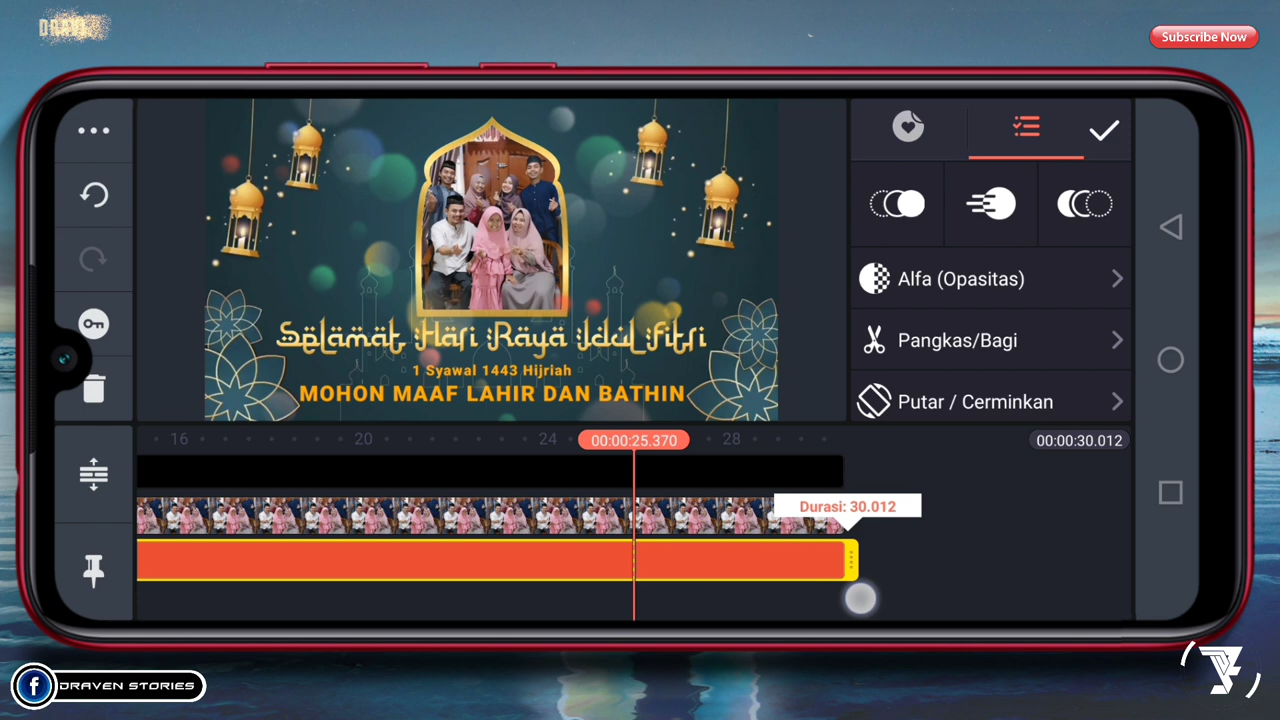 Subscribe Now
Selamat Hari Raya Idul Fitri
1 Syawal 1443 Hijriah
MOHON MAAF LAHIR DAN BATHIN
Alfa (Opasitas)
Pangkas/Bagi
Putar / Cerminkan
16
20
24
00:00:25.370
28
00:00:30.012
Durasi: 30.012
f DRAVEN STORIES